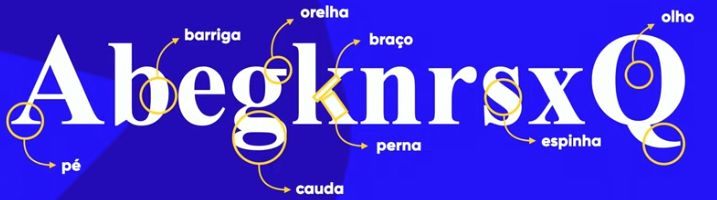 orelha
olho
barriga
braço
AbegknrsxQ
perna
espinha
pé
cauda